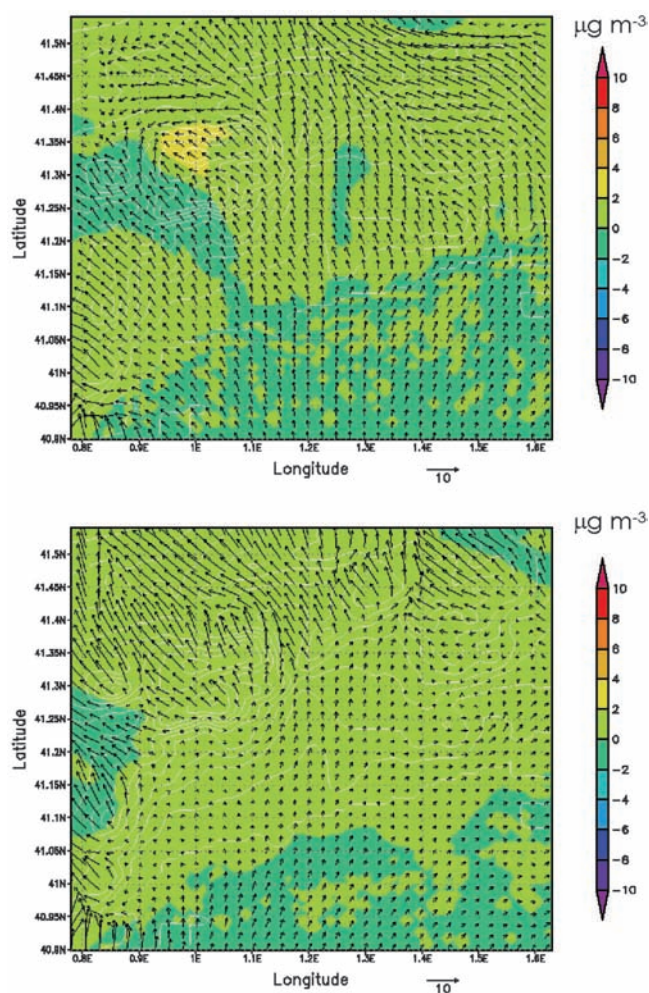 μg m-3
41.5N
41.45N
41.4N
41.35N
41.3N
41.25N
41.2N
41.15N
41.1N
41.05N
41N
40.95N
40.9N
Latitude
0.8E 0.9E 1E 1.1E 1.2E 1.3E 1.4E 1.5E 1.6E
Longitude
10
10
8
6
4
2
0
-2
-4
-6
-8
-10
μg m-3
41.5N
41.45N
41.4N
41.35N
41.3N
41.25N
41.2N
41.15N
41.1N
41.05N
41N
40.95N
40.9N
Latitude
0.8E 0.9E 1E 1.1E 1.2E 1.3E 1.4E 1.5E 1.6E
Longitude
10
10
8
6
4
2
0
-2
-4
-6
-8
-10